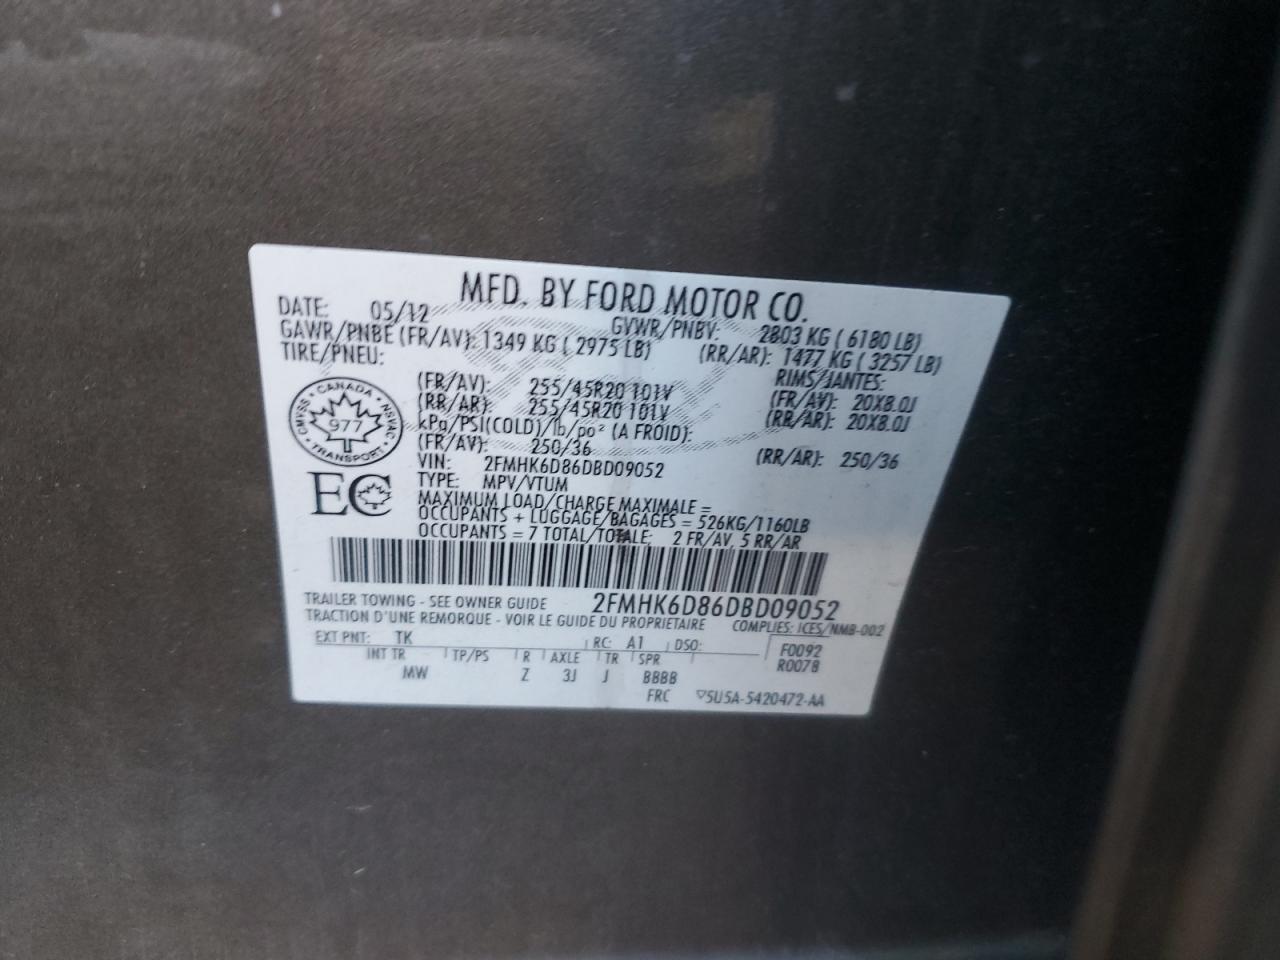 MFD. BY FORD MOTOR CO.
DATE: 05/12 GVWR/PNBV: 2803 KG ( 6180 LB)
GAWR/PNBE (FR/AV): 1349 KG ( 2975 LB) (RR/AR): 1477 KG ( 3257 LB)
TIRE/PNEU: RIMS/JANTES:
(FR/AV): 255/45R20 101V (FR/AV): 20X8.0J
(RR/AR): 255/45R20 101V (RR/AR): 20X8.0J
kPa/PSI(COLD)/lb/po² (A FROID):
(FR/AV): 250/36 (RR/AR): 250/36
VIN: 2FMHK6D86DBD09052
TYPE: MPV/VTUM
MAXIMUM LOAD/CHARGE MAXIMALE =
OCCUPANTS + LUGGAGE/BAGAGES = 526KG/1160LB
OCCUPANTS = 7 TOTAL/TOTALE: 2 FR/AV, 5 RR/AR
CANADA
CMVSS • NSVAC
977
TRANSPORT
EC
2FMHK6D86DBD09052
TRAILER TOWING - SEE OWNER GUIDE
TRACTION D'UNE REMORQUE - VOIR LE GUIDE DU PROPRIETAIRE COMPLIES: ICES/NMB-002
EXT PNT: TK RC: A1 DSO: F0092
INT TR TP/PS R AXLE TR SPR R0078
MW Z 3J J BBBB
FRC ▽5U5A-5420472-AA